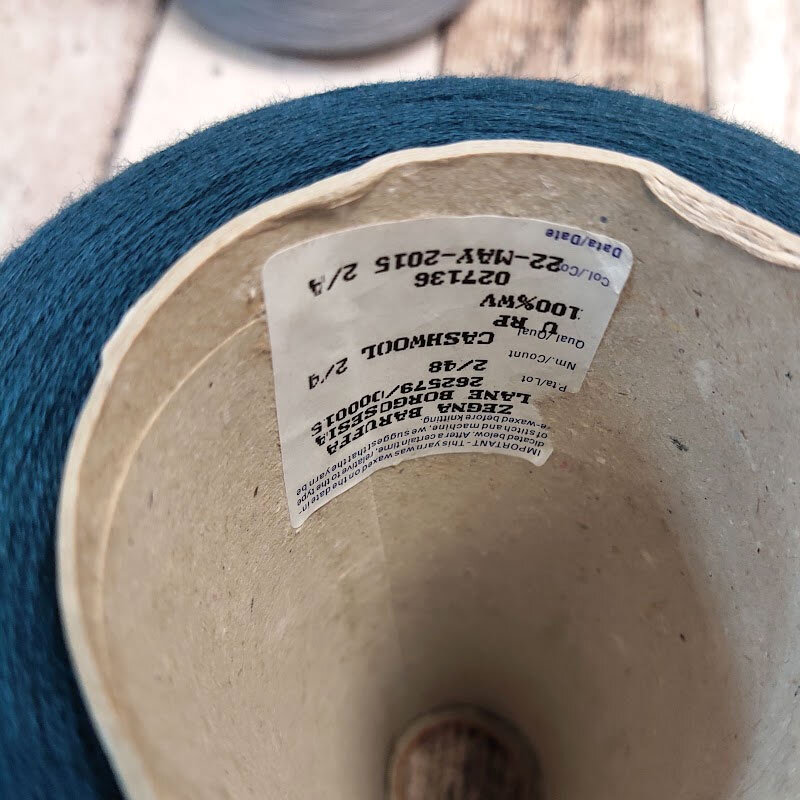 IMPORTANT - This yarn was waxed on the date in-
dicated below. After a certain time, relative to the type
of stitch and machine, we suggest that the yarn be
re-waxed before knitting.
ZEGNA BARUFFA
LANE BORGOSESIA
P.ta/Lot 262579/000015
Nm./Count 2/48
Qual./Qual CASHWOOL 2/4
U RP
100%WV
Col./Co 027136
Data/Date 22-MAY-2015 2/A